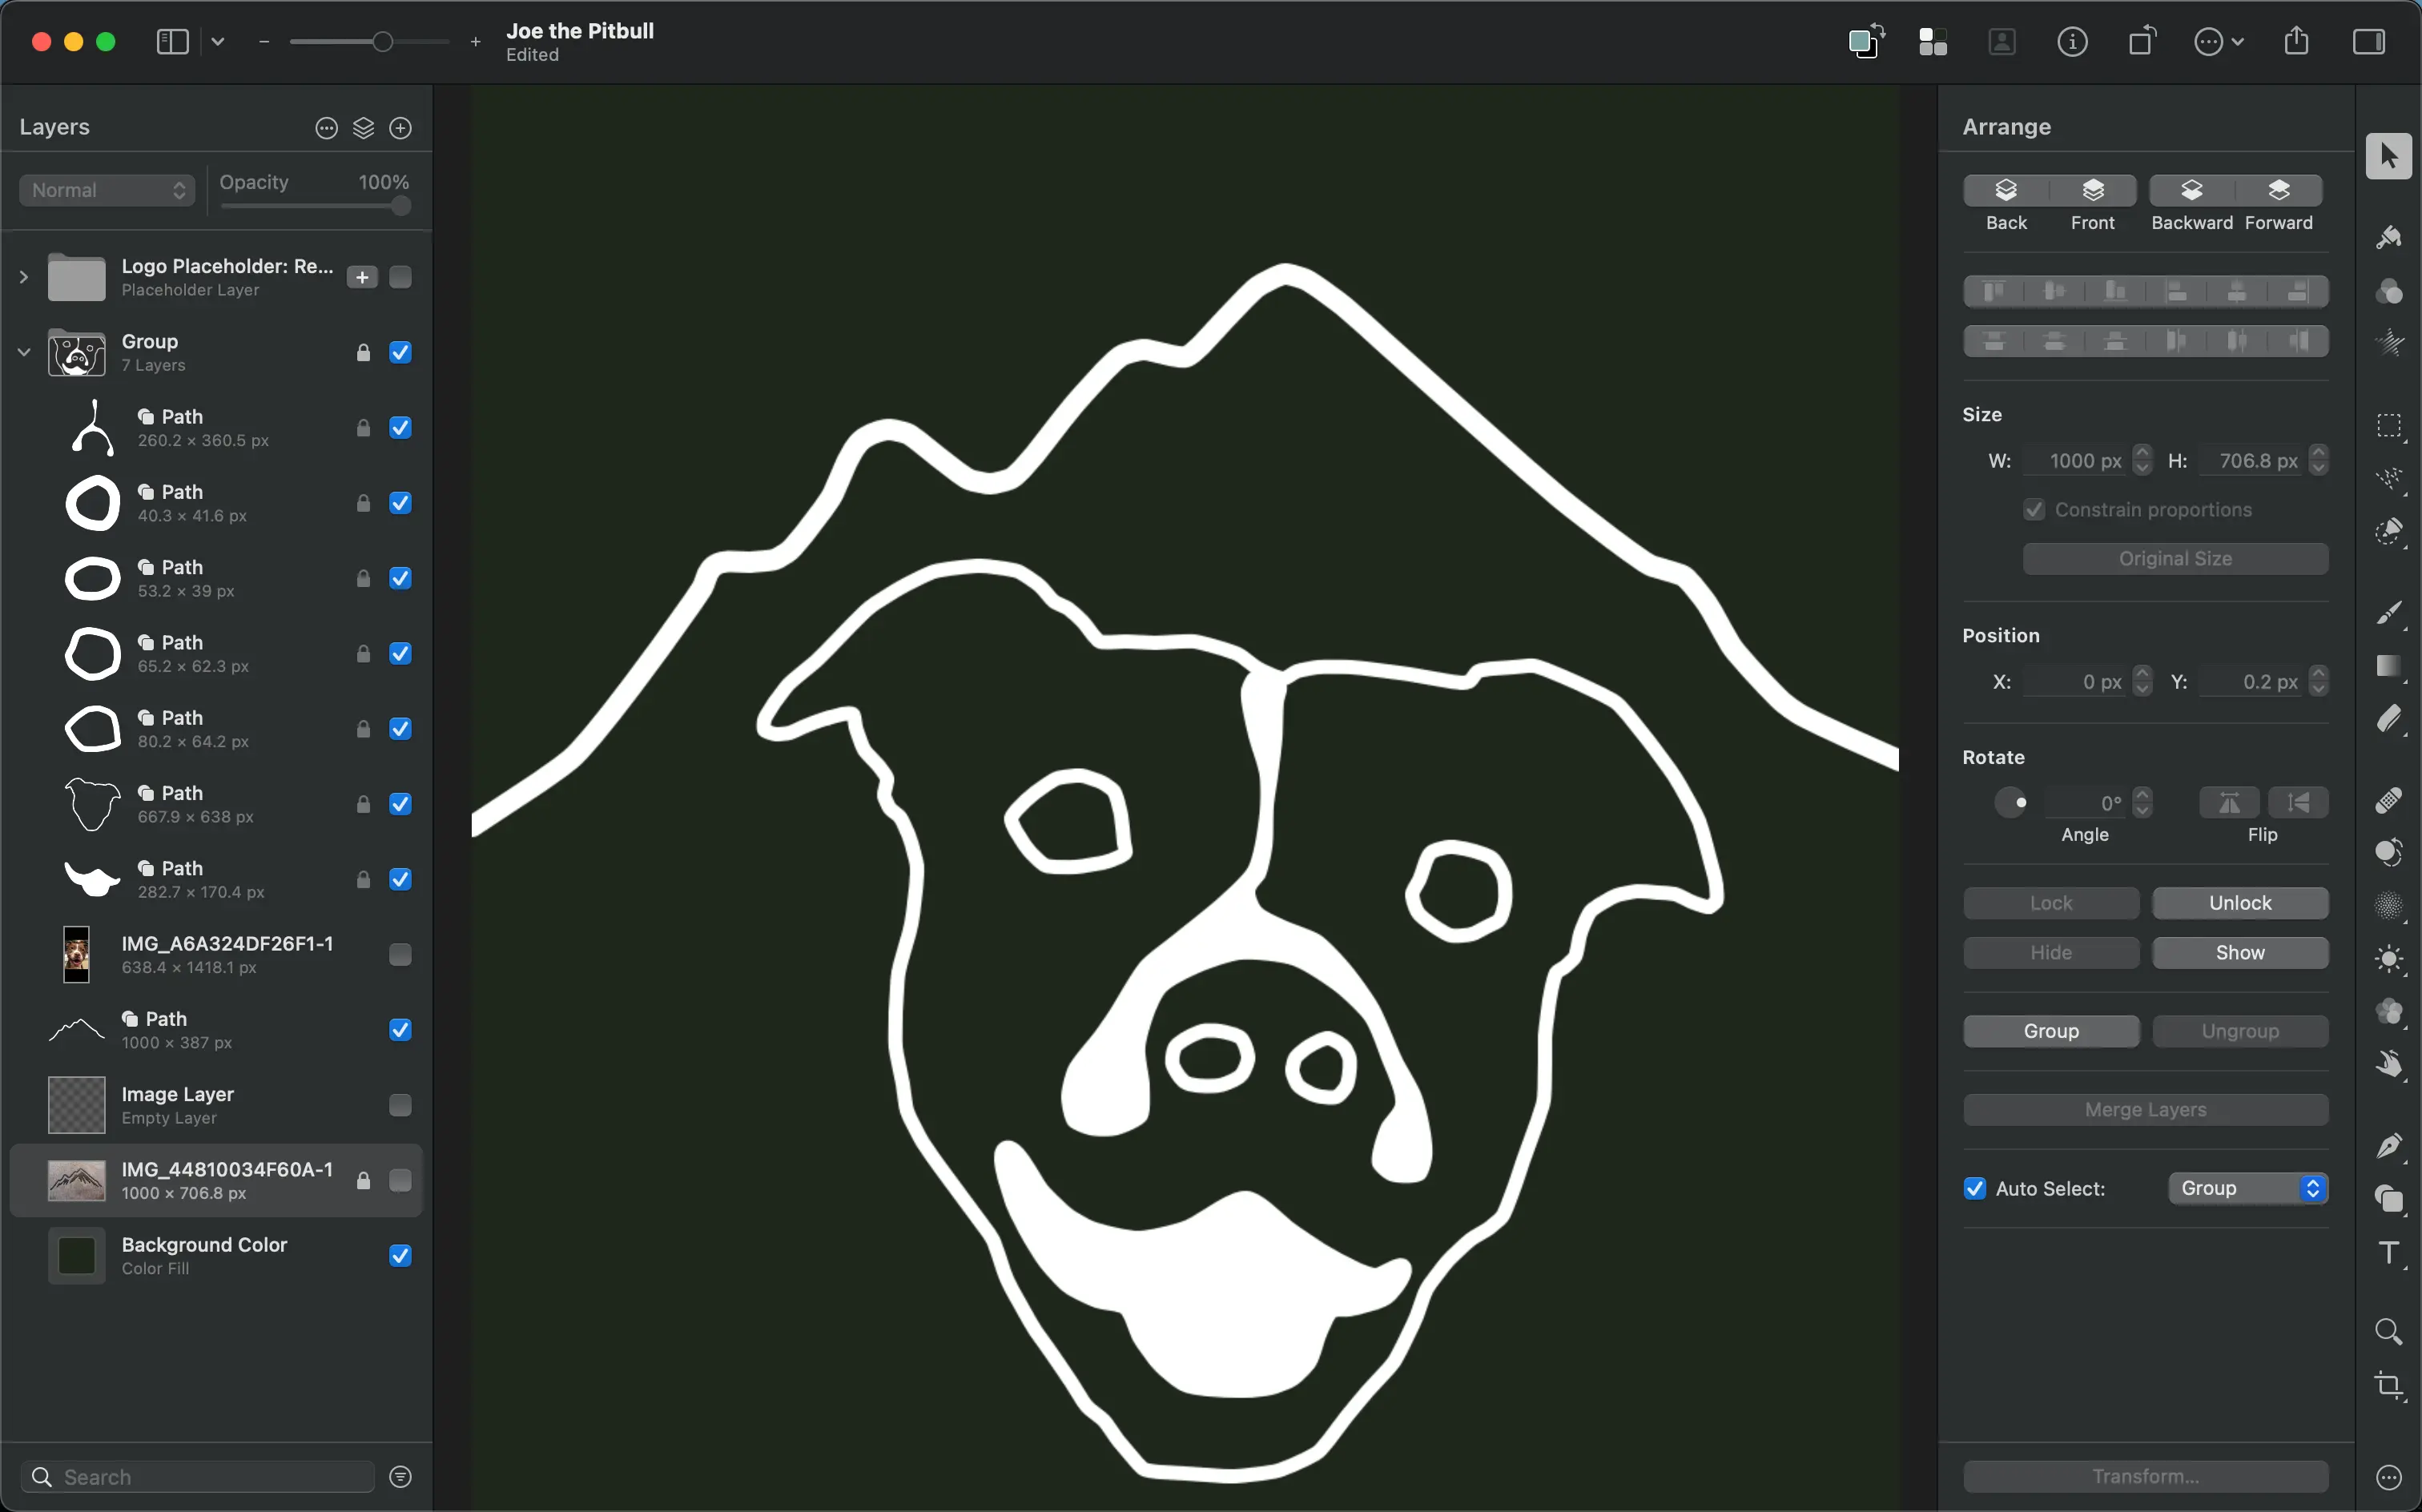 Joe the Pitbull
Edited
Layers
Normal
Opacity 100%
Logo Placeholder: Re...
Placeholder Layer
Group
7 Layers
Path
260.2 × 360.5 px
Path
40.3 × 41.6 px
Path
53.2 × 39 px
Path
65.2 × 62.3 px
Path
80.2 × 64.2 px
Path
667.9 × 638 px
Path
282.7 × 170.4 px
IMG_A6A324DF26F1-1
638.4 × 1418.1 px
Path
1000 × 387 px
Image Layer
Empty Layer
IMG_44810034F60A-1
1000 × 706.8 px
Background Color
Color Fill
Search
Arrange
Back Front Backward Forward
Size
W: 1000 px H: 706.8 px
Constrain proportions
Original Size
Position
X: 0 px Y: 0.2 px
Rotate
0°
Angle Flip
Lock Unlock
Hide Show
Group Ungroup
Merge Layers
Auto Select: Group
Transform...